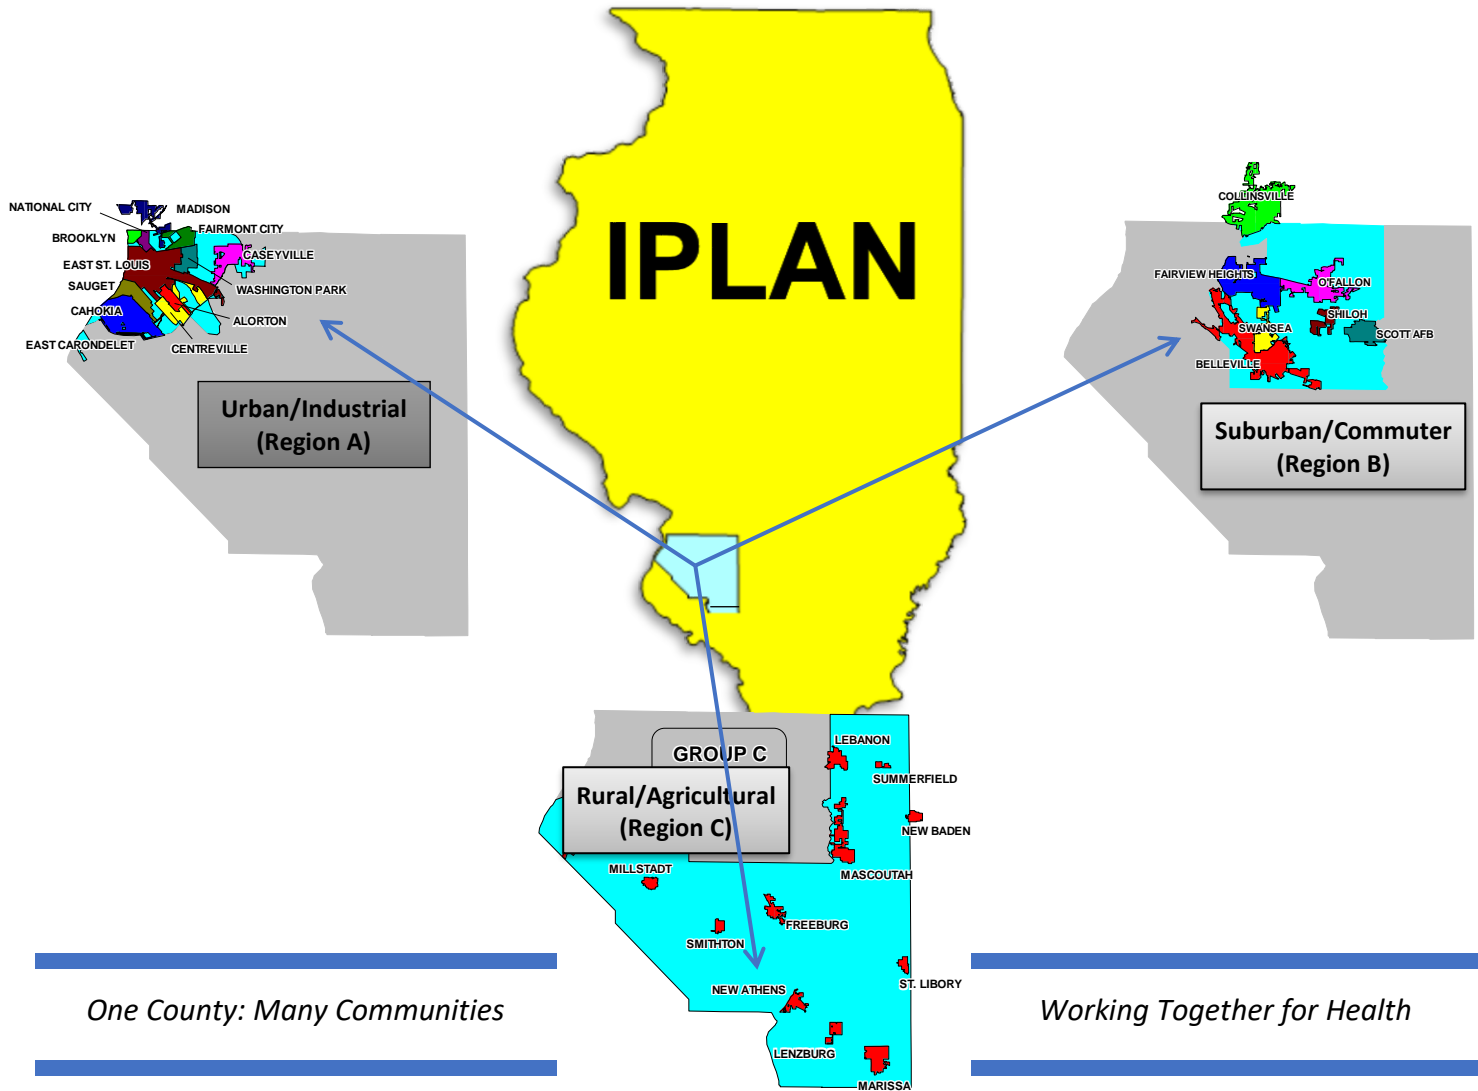 IPLAN
NATIONAL CITY
MADISON
BROOKLYN
FAIRMONT CITY
EAST ST. LOUIS
CASEYVILLE
SAUGET
WASHINGTON PARK
CAHOKIA
ALORTON
EAST CARONDELET
CENTREVILLE
Urban/Industrial
(Region A)
COLLINSVILLE
FAIRVIEW HEIGHTS
O'FALLON
SHILOH
SWANSEA
SCOTT AFB
BELLEVILLE
Suburban/Commuter
(Region B)
GROUP C
LEBANON
SUMMERFIELD
Rural/Agricultural
(Region C)
NEW BADEN
MILLSTADT
MASCOUTAH
FREEBURG
SMITHTON
ST. LIBORY
NEW ATHENS
LENZBURG
MARISSA
One County: Many Communities
Working Together for Health